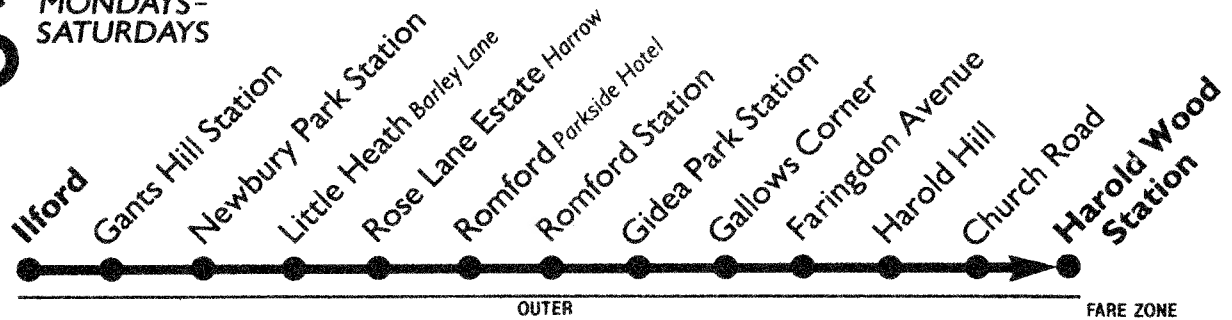 MONDAYS–
SATURDAYS
Ilford
Gants Hill Station
Newbury Park Station
Little Heath Barley Lane
Rose Lane Estate Harrow
Romford Parkside Hotel
Romford Station
Gidea Park Station
Gallows Corner
Faringdon Avenue
Harold Hill
Church Road
Harold Wood
Station
OUTER
FARE ZONE